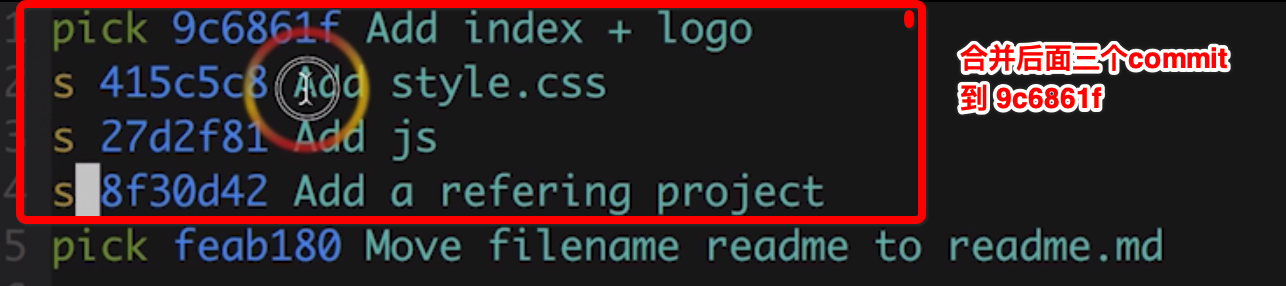 1 pick 9c6861f Add index + logo
2 s 415c5c8 Add style.css
3 s 27d2f81 Add js
4 s 8f30d42 Add a refering project
5 pick feab180 Move filename readme to readme.md
合并后面三个commit
到 9c6861f